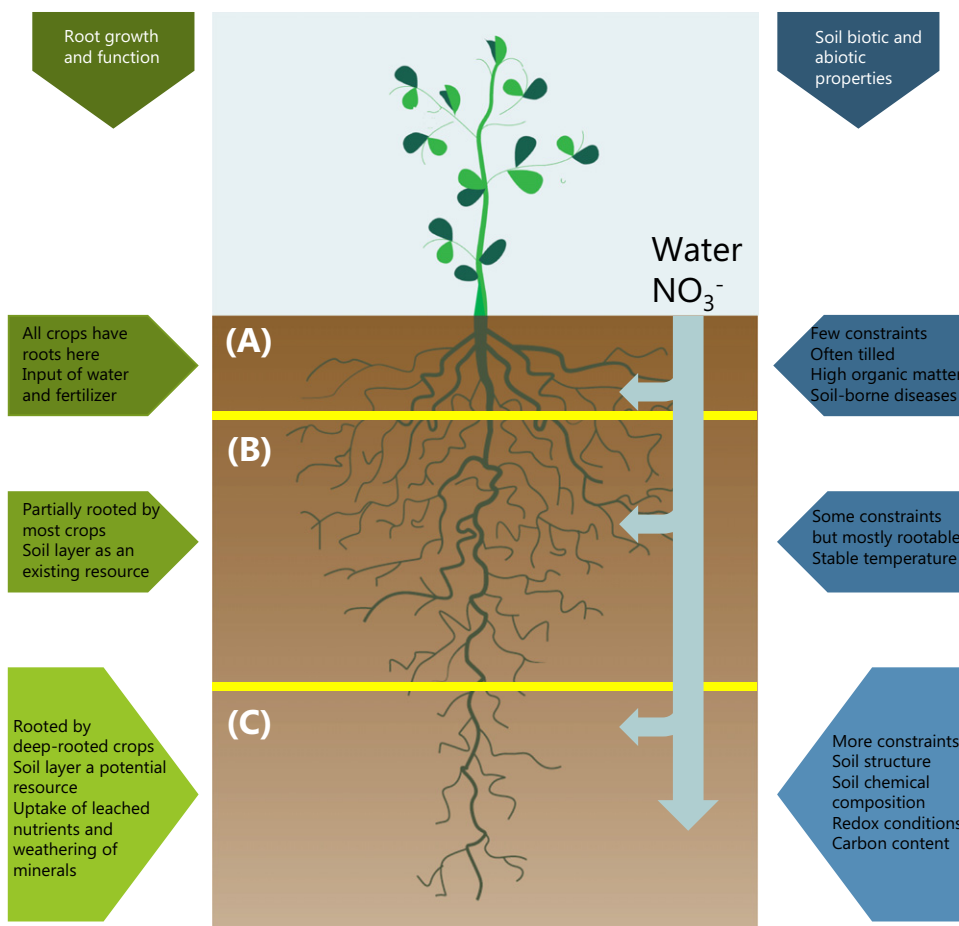 Root growth
and function
Soil biotic and
abiotic
properties
Water
NO₃⁻
(A)
All crops have
roots here
Input of water
and fertilizer
Few constraints
Often tilled
High organic matter
Soil-borne diseases
(B)
Partially rooted by
most crops
Soil layer as an
existing resource
Some constraints
but mostly rootable
Stable temperature
(C)
Rooted by
deep-rooted crops
Soil layer a potential
resource
Uptake of leached
nutrients and
weathering of
minerals
More constraints
Soil structure
Soil chemical
composition
Redox conditions
Carbon content